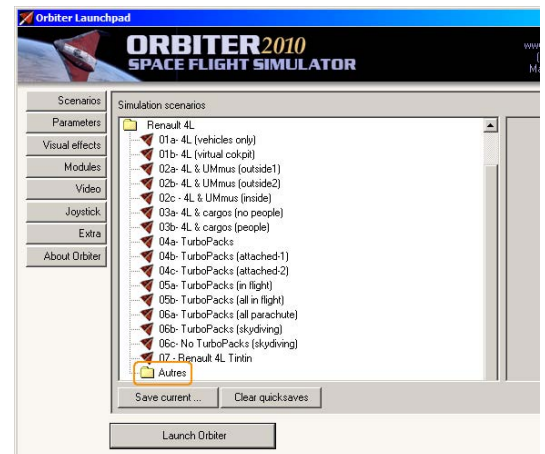 Orbiter Launchpad
ORBITER2010
SPACE FLIGHT SIMULATOR
Scenarios
Parameters
Visual effects
Modules
Video
Joystick
Extra
About Orbiter
Simulation scenarios
Renault 4L
01a- 4L (vehicles only)
01b- 4L (virtual cokpit)
02a- 4L & UMmus (outside1)
02b- 4L & UMmus (outside2)
02c - 4L & UMmus (inside)
03a- 4L & cargos (no people)
03b- 4L & cargos (people)
04a- TurboPacks
04b- TurboPacks (attached-1)
04c- TurboPacks (attached-2)
05a- TurboPacks (in flight)
05b- TurboPacks (all in flight)
06a- TurboPacks (all parachute)
06b- TurboPacks (skydiving)
06c- No TurboPacks (skydiving)
07 - Renault 4L Tintin
Autres
Save current ...
Clear quicksaves
Launch Orbiter